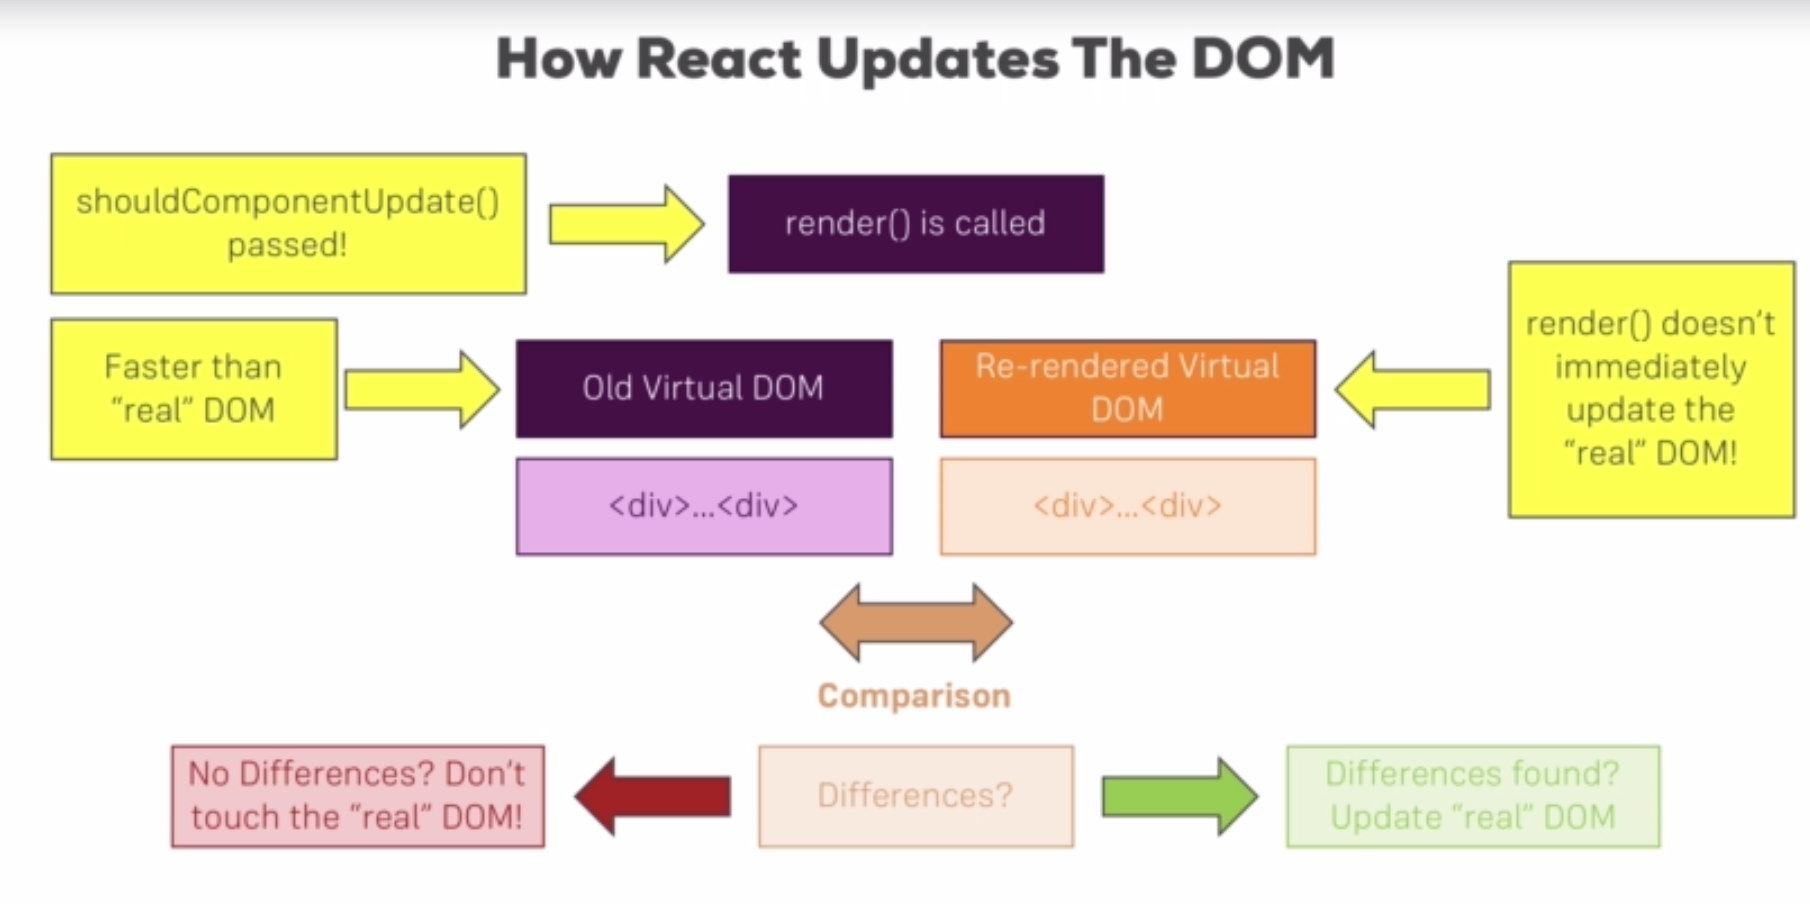 How React Updates The DOM
shouldComponentUpdate()
passed!
render() is called
Faster than
“real” DOM
Old Virtual DOM
Re-rendered Virtual
DOM
render() doesn’t
immediately
update the
“real” DOM!
<div>...<div>
<div>...<div>
Comparison
No Differences? Don’t
touch the “real” DOM!
Differences?
Differences found?
Update “real” DOM